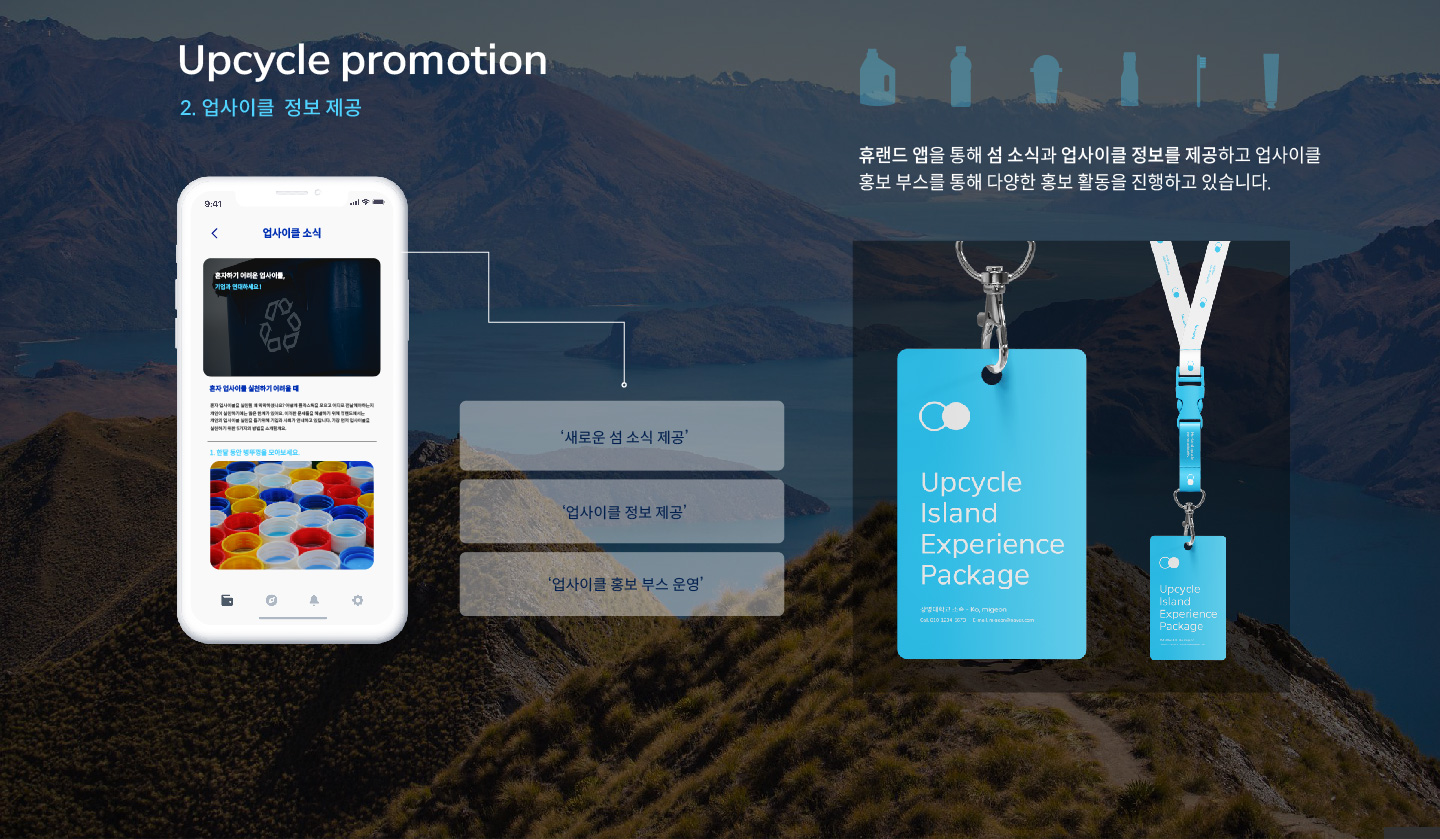 Upcycle promotion
2. 업사이클 정보 제공
휴랜드 앱을 통해 섬 소식과 업사이클 정보를 제공하고 업사이클
홍보 부스를 통해 다양한 홍보 활동을 진행하고 있습니다.
9:41
업사이클 소식
혼자하기 어려운 업사이클,
기업과 연대하세요!
혼자 업사이클 실천하기 어려울 때
1. 한달 동안 병뚜껑을 모아보세요.
‘새로운 섬 소식 제공’
‘업사이클 정보 제공’
‘업사이클 홍보 부스 운영’
Upcycle
Island
Experience
Package
Ko, migeon
Upcycle
Island
Experience
Package